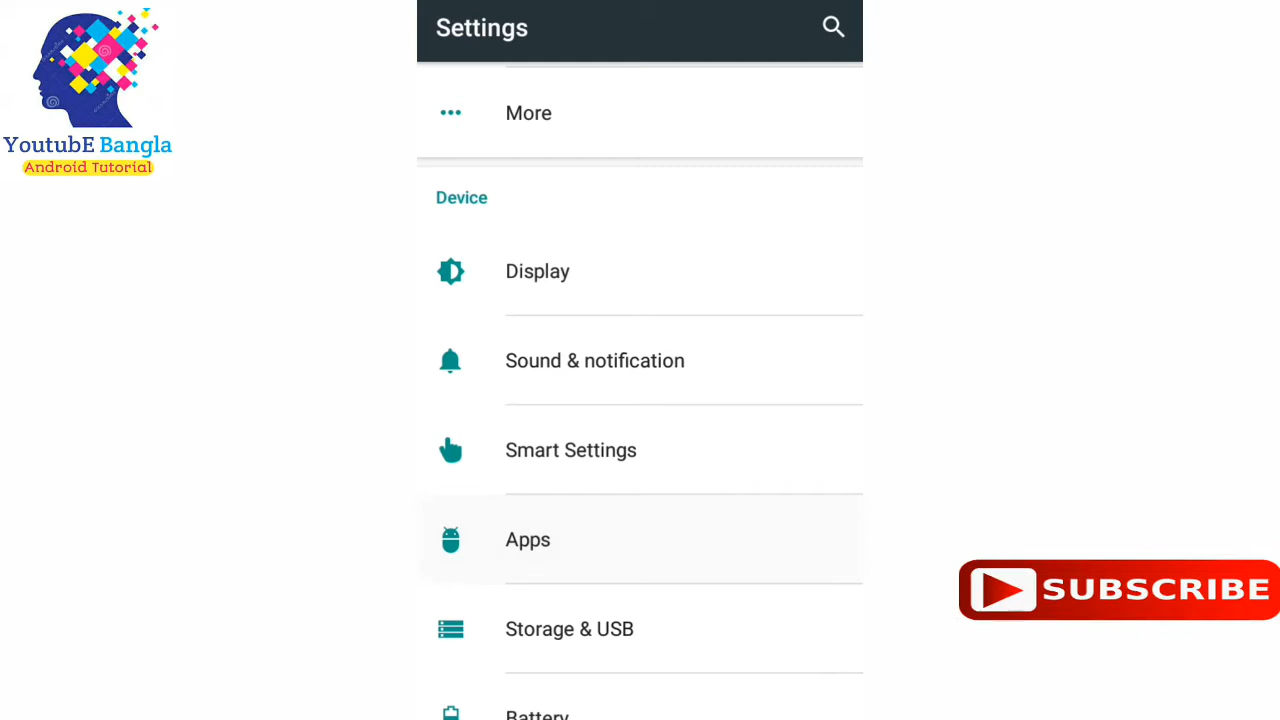 YoutubE Bangla
Android Tutorial
Settings
More
Device
Display
Sound & notification
Smart Settings
Apps
Storage & USB
Battery
SUBSCRIBE